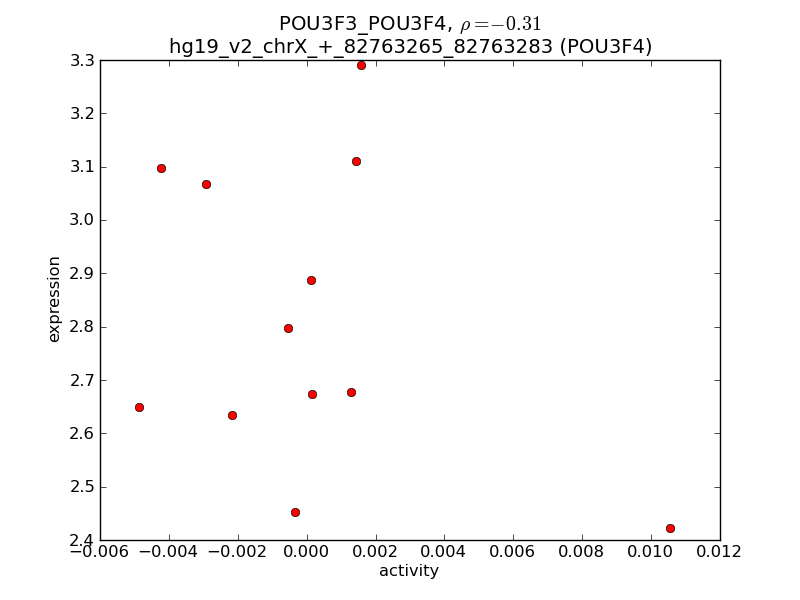 POU3F3_POU3F4, ρ=−0.31
hg19_v2_chrX_+_82763265_82763283 (POU3F4)
3.3
3.2
3.1
3.0
2.9
2.8
2.7
2.6
2.5
2.4
expression
−0.006 −0.004 −0.002 0.000 0.002 0.004 0.006 0.008 0.010 0.012
activity